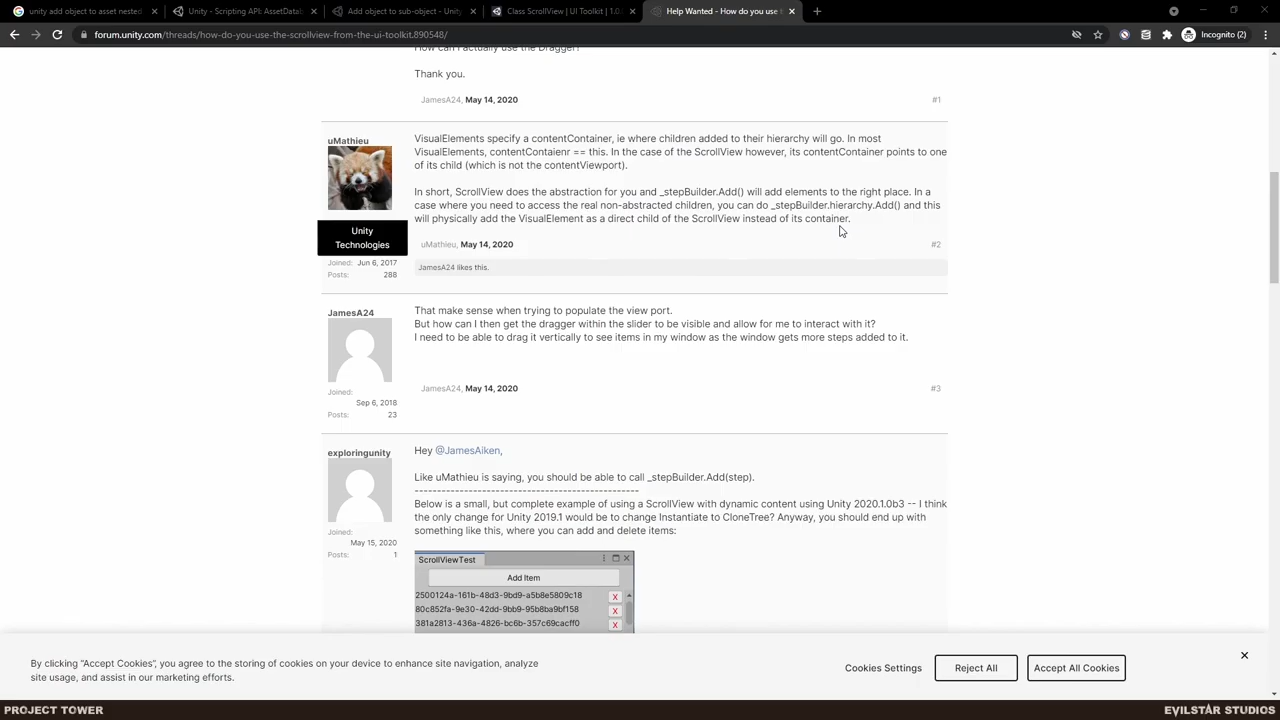 unity add object to asset nested
Unity - Scripting API: AssetDatab
Add object to sub-object - Unity
Class ScrollView | UI Toolkit | 1.0
Help Wanted - How do you use t
forum.unity.com/threads/how-do-you-use-the-scrollview-from-the-ui-toolkit.890548/
Incognito (2)
How can I actually use the Dragger?
Thank you.
JamesA24, May 14, 2020
#1
uMathieu
Unity
Technologies
Joined: Jun 6, 2017
Posts: 288
VisualElements specify a contentContainer, ie where children added to their hierarchy will go. In most
VisualElements, contentContaienr == this. In the case of the ScrollView however, its contentContainer points to one
of its child (which is not the contentViewport).
In short, ScrollView does the abstraction for you and _stepBuilder.Add() will add elements to the right place. In a
case where you need to access the real non-abstracted children, you can do _stepBuilder.hierarchy.Add() and this
will physically add the VisualElement as a direct child of the ScrollView instead of its container.
uMathieu, May 14, 2020
#2
JamesA24 likes this.
JamesA24
Joined:
Sep 6, 2018
Posts: 23
That make sense when trying to populate the view port.
But how can I then get the dragger within the slider to be visible and allow for me to interact with it?
I need to be able to drag it vertically to see items in my window as the window gets more steps added to it.
JamesA24, May 14, 2020
#3
exploringunity
Joined:
May 15, 2020
Posts: 1
Hey @JamesAiken,
Like uMathieu is saying, you should be able to call _stepBuilder.Add(step).
------------------------------------------------
Below is a small, but complete example of using a ScrollView with dynamic content using Unity 2020.1.0b3 -- I think
the only change for Unity 2019.1 would be to change Instantiate to CloneTree? Anyway, you should end up with
something like this, where you can add and delete items:
ScrollViewTest
Add Item
2500124a-161b-48d3-9bd9-a5b8e5809c18 X
80c852fa-9e30-42dd-9bb9-95b8ba9bf158 X
381a2813-436a-4826-bc6b-357c69cacff0 X
By clicking "Accept Cookies", you agree to the storing of cookies on your device to enhance site navigation, analyze
site usage, and assist in our marketing efforts.
Cookies Settings
Reject All
Accept All Cookies
PROJECT TOWER
EVILSTAR STUDIOS